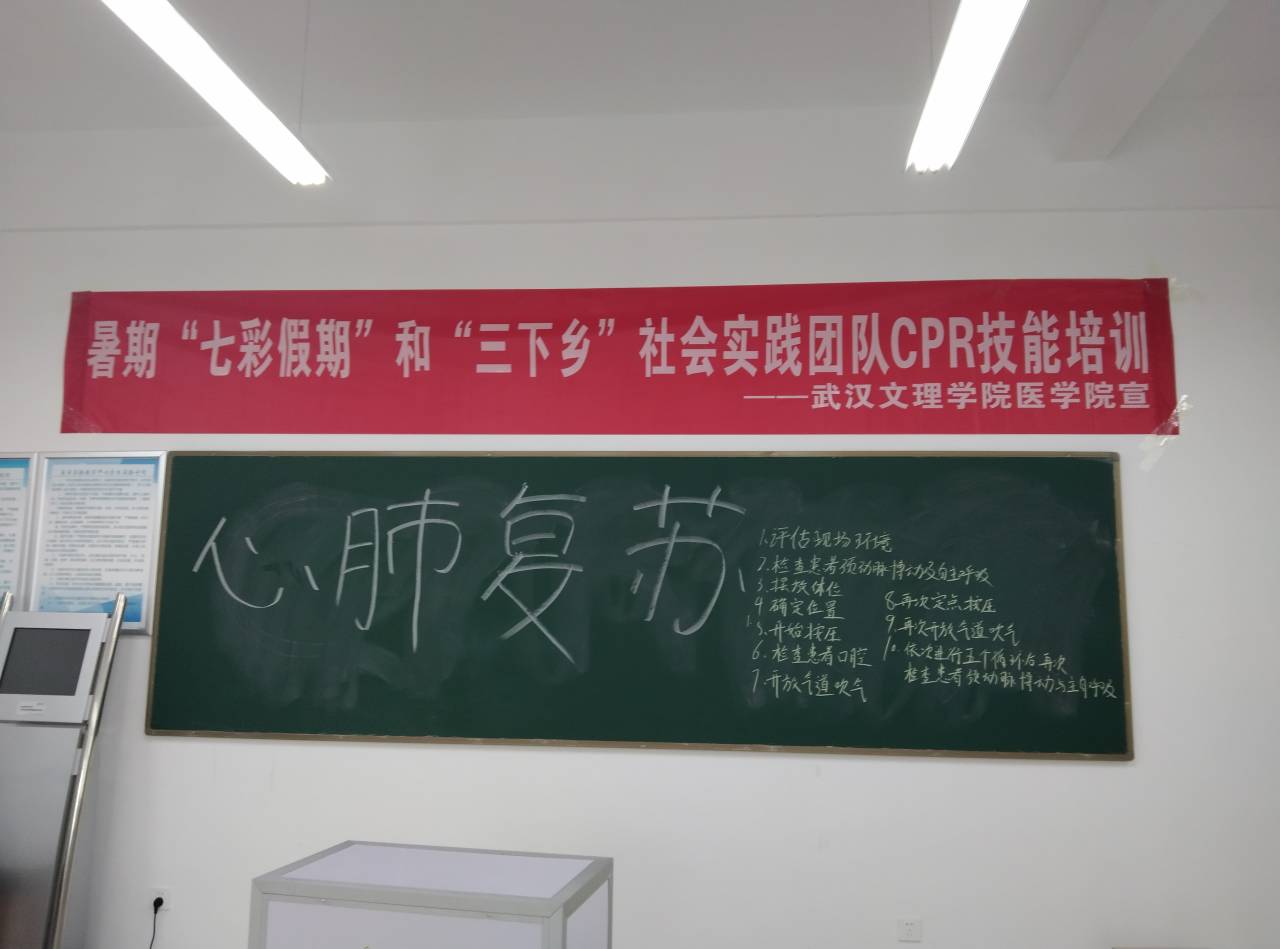 暑期“七彩假期”和“三下乡”社会实践团队CPR技能培训
——武汉文理学院医学院宣
心肺复苏
1.评估现场环境
2.检查患者颈动脉搏动及自主呼吸
3.摆放体位
4.确定位置
5.开始按压
6.检查患者口腔
7.开放气道吹气
8.再次定点按压
9.再次开放气道吹气
10.依次进行五个循环后再次
检查患者颈动脉搏动与主自呼吸